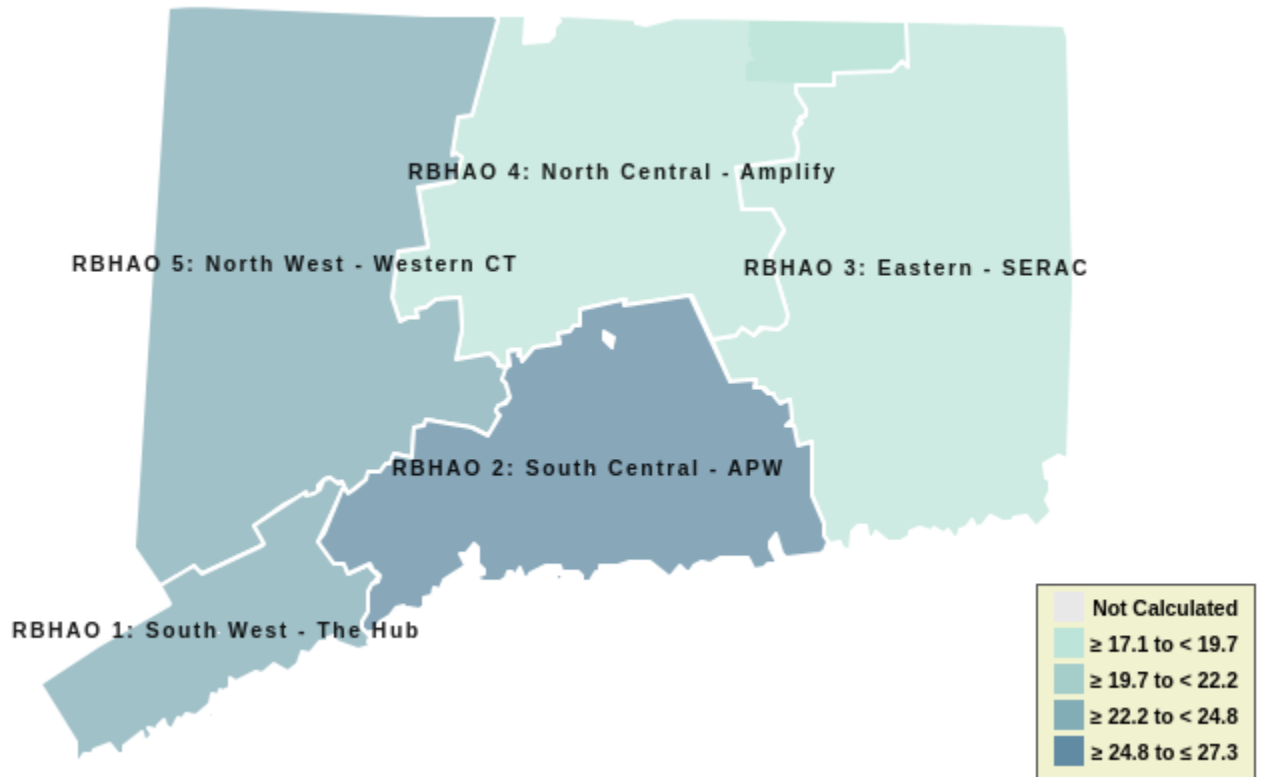 RBHAO 4: North Central - Amplify
RBHAO 5: North West - Western CT
RBHAO 3: Eastern - SERAC
RBHAO 2: South Central - APW
RBHAO 1: South West - The Hub
Not Calculated
≥ 17.1 to < 19.7
≥ 19.7 to < 22.2
≥ 22.2 to < 24.8
≥ 24.8 to ≤ 27.3